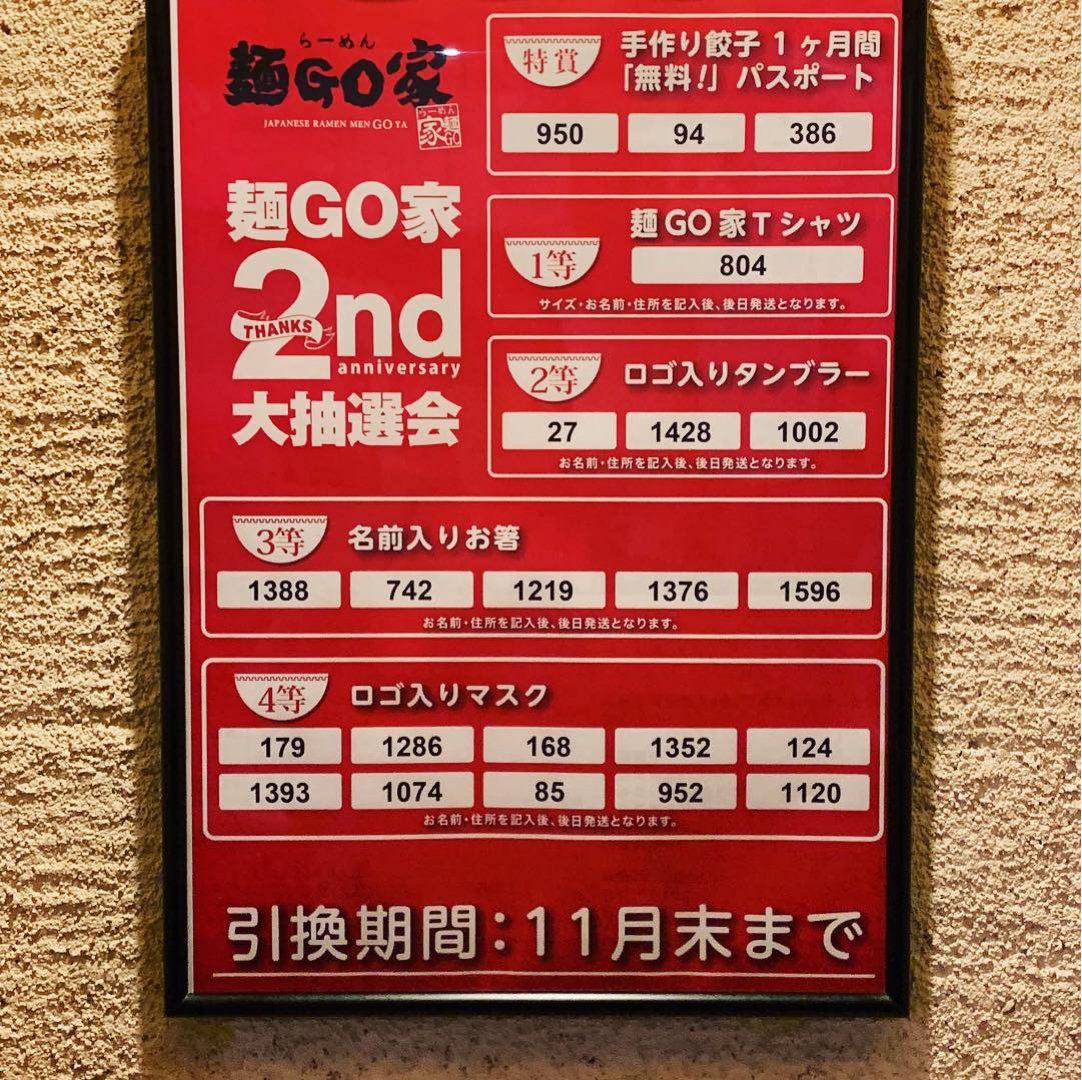 らーめん
麺GO家
JAPANESE RAMEN MEN GO YA
らーめん
家麺GO
麺GO家
2nd
THANKS
anniversary
大抽選会
特賞
手作り餃子1ヶ月間
「無料!」パスポート
950 94 386
1等
麺GO家Tシャツ
804
サイズ・お名前・住所を記入後、後日発送となります。
2等
ロゴ入りタンブラー
27 1428 1002
お名前・住所を記入後、後日発送となります。
3等
名前入りお箸
1388 742 1219 1376 1596
お名前・住所を記入後、後日発送となります。
4等
ロゴ入りマスク
179 1286 168 1352 124
1393 1074 85 952 1120
お名前・住所を記入後、後日発送となります。
引換期間:11月末まで